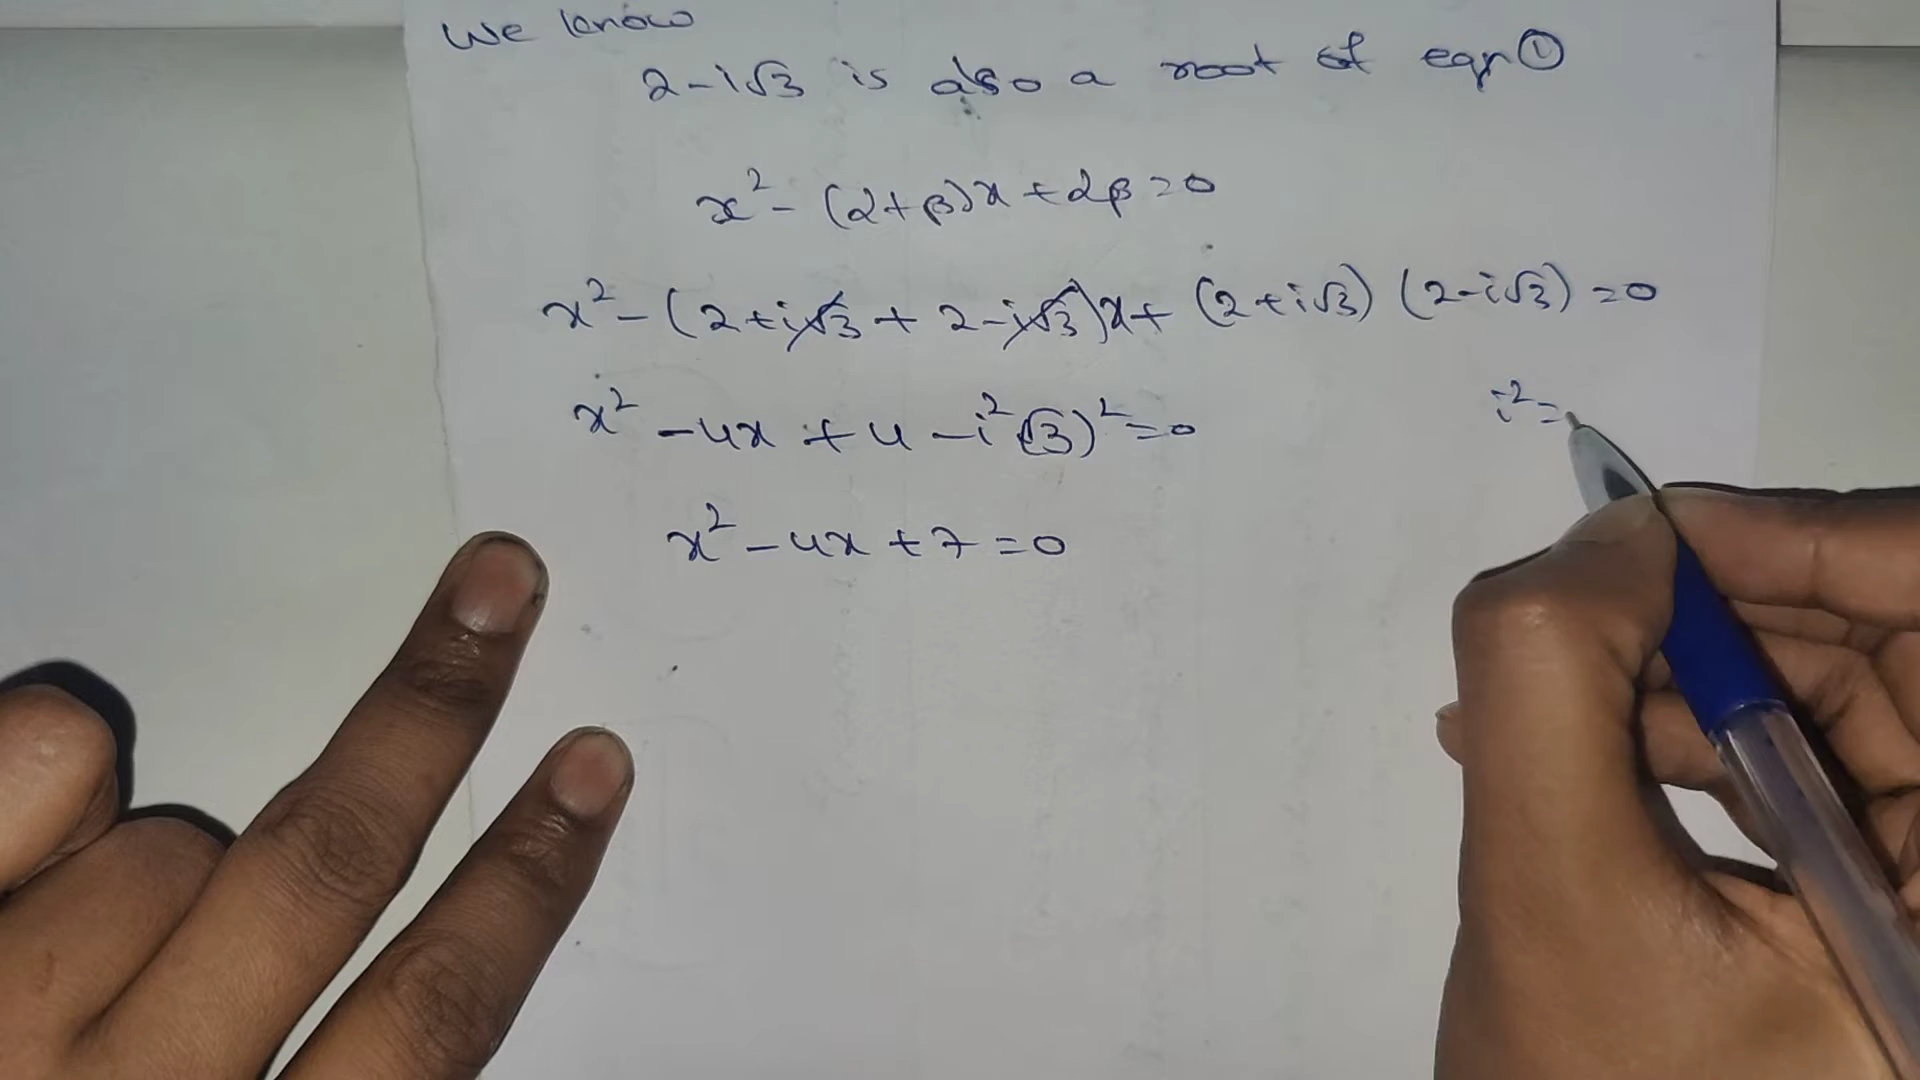 We know
2-i√3 is also a root of eqn ①
x² - (α+β)x + αβ = 0
x² - (2+i√3 + 2-i√3)x + (2+i√3) (2-i√3) = 0
x² - 4x + 4 - i²(√3)² = 0
i² =
x² - 4x + 7 = 0